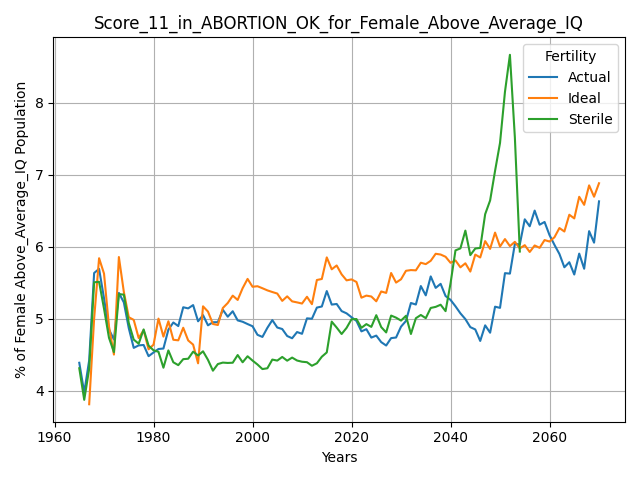 Score_11_in_ABORTION_OK_for_Female_Above_Average_IQ
% of Female Above_Average_IQ Population
8
7
6
5
4
Fertility
Actual
Ideal
Sterile
1960
1980
2000
2020
2040
2060
Years